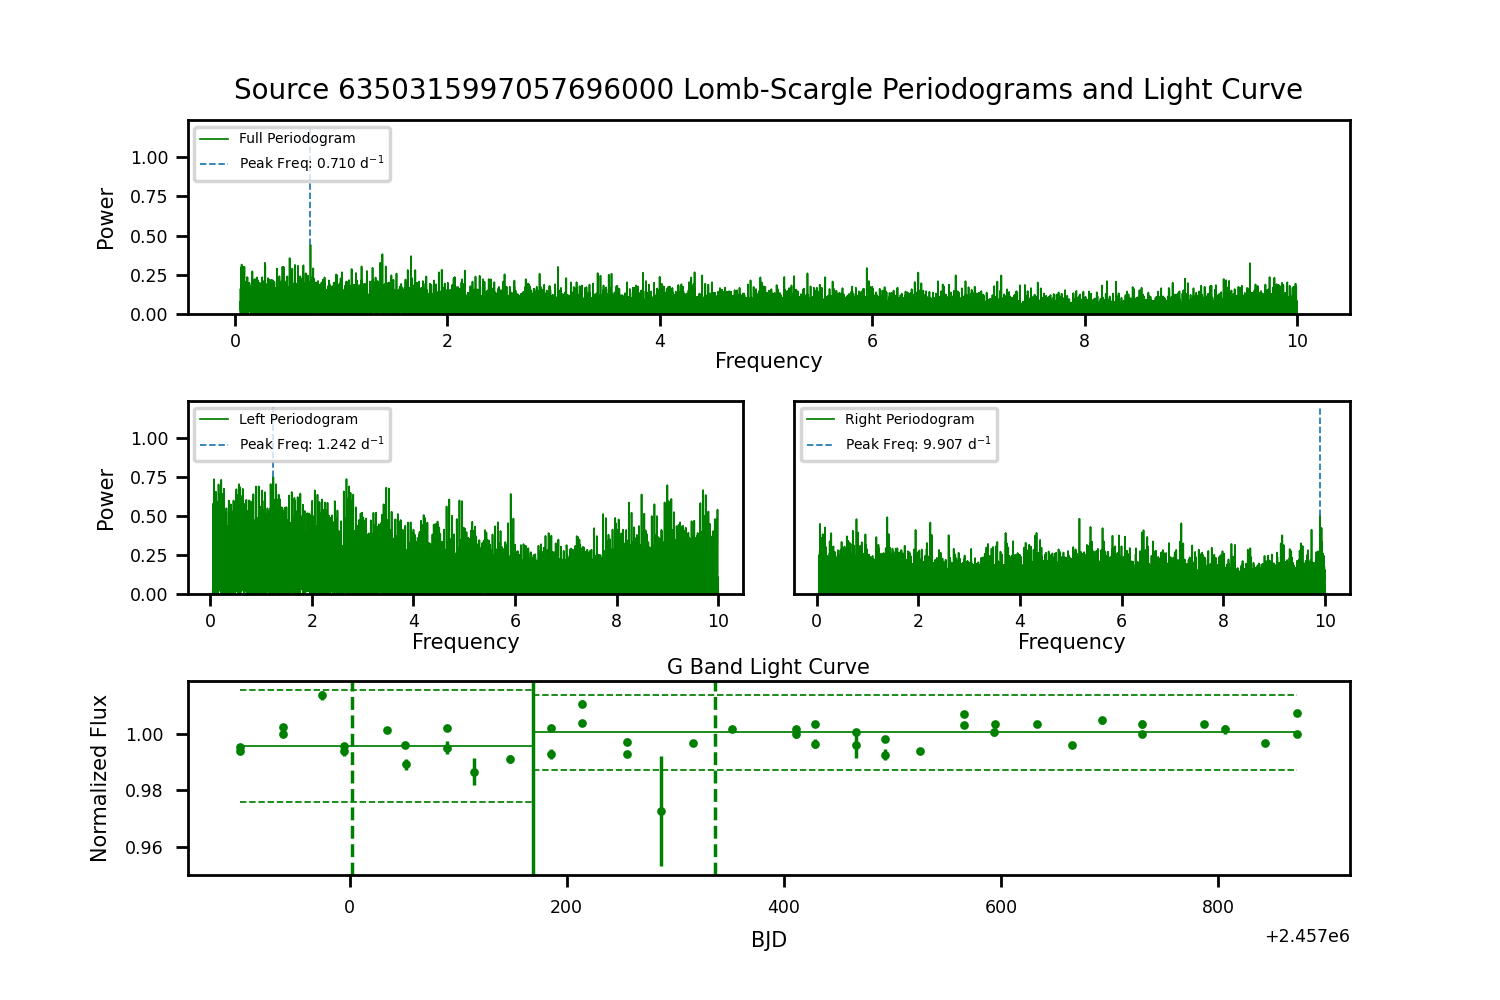 Source 6350315997057696000 Lomb-Scargle Periodograms and Light Curve
Full Periodogram
Peak Freq: 0.710 d⁻¹
Power
1.00
0.75
0.50
0.25
0.00
0 2 4 6 8 10
Frequency
Left Periodogram
Peak Freq: 1.242 d⁻¹
Power
1.00
0.75
0.50
0.25
0.00
0 2 4 6 8 10
Frequency
Right Periodogram
Peak Freq: 9.907 d⁻¹
0 2 4 6 8 10
Frequency
G Band Light Curve
Normalized Flux
1.00
0.98
0.96
0 200 400 600 800
BJD
+2.457e6